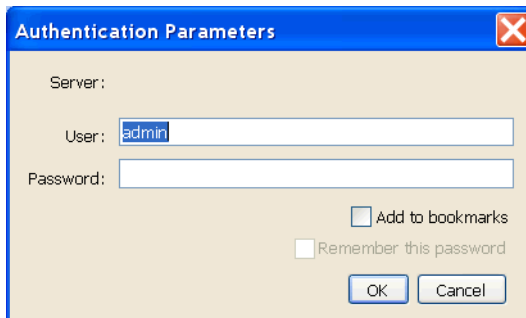 Authentication Parameters
Server:
User: admin
Password:
Add to bookmarks
Remember this password
OK Cancel